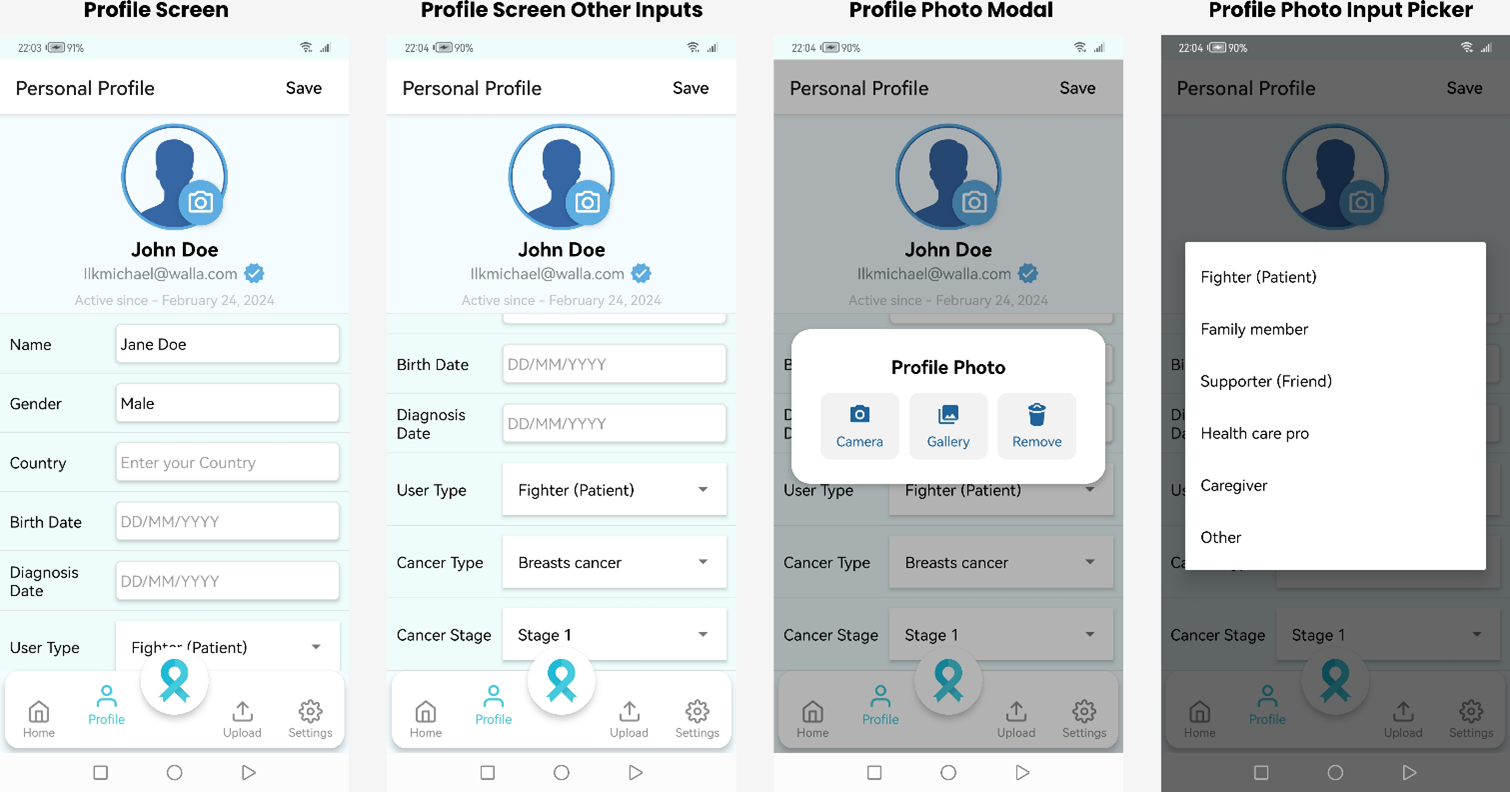 Profile Screen
22:03 91%
Personal Profile Save
John Doe
llkmichael@walla.com
Active since - February 24, 2024
Name Jane Doe
Gender Male
Country Enter your Country
Birth Date DD/MM/YYYY
Diagnosis
Date DD/MM/YYYY
User Type Fighter (Patient)
Home Profile Upload Settings
Profile Screen Other Inputs
22:04 90%
Personal Profile Save
John Doe
llkmichael@walla.com
Active since - February 24, 2024
Birth Date DD/MM/YYYY
Diagnosis
Date DD/MM/YYYY
User Type Fighter (Patient)
Cancer Type Breasts cancer
Cancer Stage Stage 1
Home Profile Upload Settings
Profile Photo Modal
22:04 90%
Personal Profile Save
John Doe
llkmichael@walla.com
Active since - February 24, 2024
Profile Photo
Camera Gallery Remove
User Type Fighter (Patient)
Cancer Type Breasts cancer
Cancer Stage Stage 1
Home Profile Upload Settings
Profile Photo Input Picker
22:04 90%
Personal Profile Save
Fighter (Patient)
Family member
Supporter (Friend)
Health care pro
Caregiver
Other
Cancer Stage Stage 1
Home Profile Upload Settings